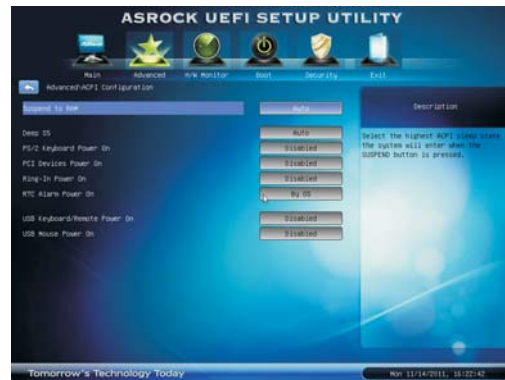 ASROCK UEFI SETUP UTILITY
Main Advanced H/W Monitor Boot Security Exit
Advanced\ACPI Configuration
Suspend to RAM Auto
Description
Select the highest ACPI sleep state
the system will enter when the
SUSPEND button is pressed.
Deep S5 Auto
PS/2 Keyboard Power On Disabled
PCI Devices Power On Disabled
Ring-In Power On Disabled
RTC Alarm Power On By OS
USB Keyboard/Remote Power On Disabled
USB Mouse Power On Disabled
Tomorrow's Technology Today
Mon 11/14/2011, 16:22:42